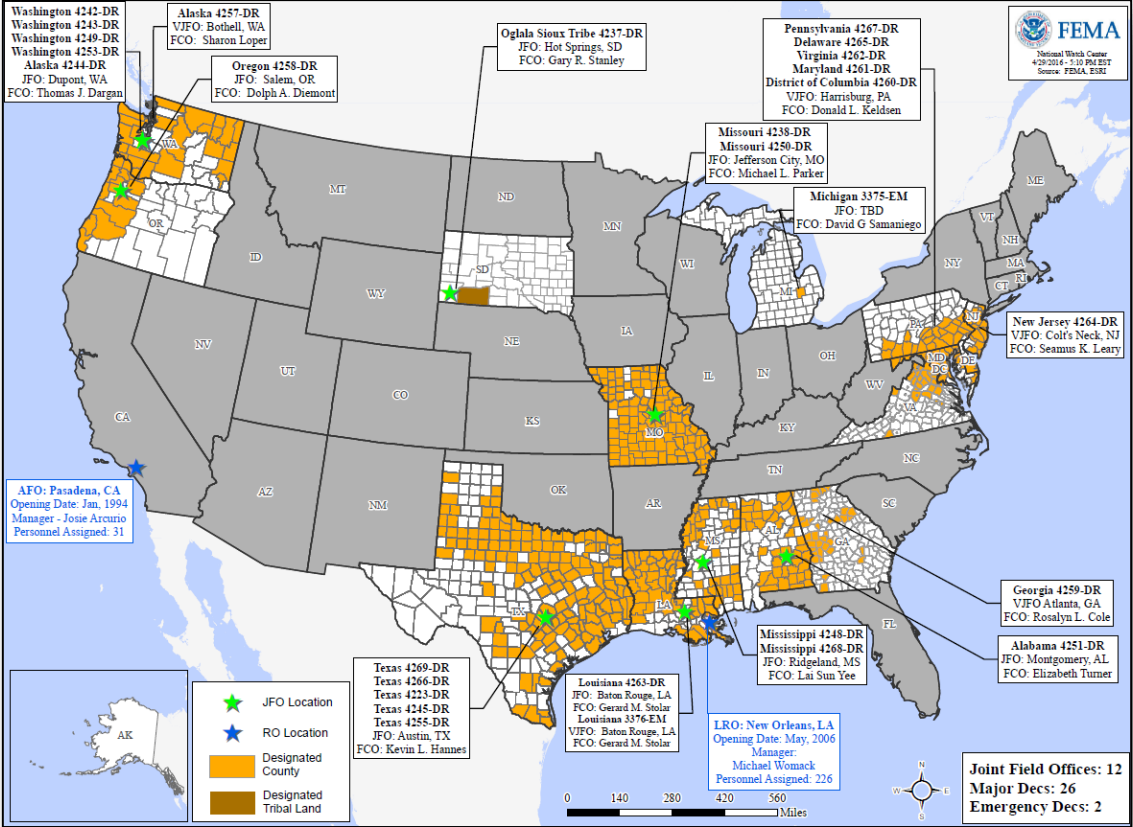 Washington 4242-DR
Washington 4243-DR
Washington 4249-DR
Washington 4253-DR
Alaska 4244-DR
JFO: Dupont, WA
FCO: Thomas J. Dargan
Alaska 4257-DR
VJFO: Bothell, WA
FCO: Sharon Loper
Oregon 4258-DR
JFO: Salem, OR
FCO: Dolph A. Diemont
Oglala Sioux Tribe 4237-DR
JFO: Hot Springs, SD
FCO: Gary R. Stanley
Pennsylvania 4267-DR
Delaware 4265-DR
Virginia 4262-DR
Maryland 4261-DR
District of Columbia 4260-DR
VJFO: Harrisburg, PA
FCO: Donald L. Keldsen
FEMA
National Watch Center
4/29/2016 - 5:10 PM EST
Source: FEMA, ESRI
Missouri 4238-DR
Missouri 4250-DR
JFO: Jefferson City, MO
FCO: Michael L. Parker
Michigan 3375-EM
JFO: TBD
FCO: David G Samaniego
New Jersey 4264-DR
VJFO: Colt's Neck, NJ
FCO: Seamus K. Leary
WA
OR
MT
ID
WY
ND
SD
MN
WI
MI
IA
NE
NV
UT
CO
CA
AZ
NM
KS
OK
MO
IL
IN
OH
KY
WV
VA
PA
NY
NJ
MD
DC
DE
VT
NH
ME
MA
RI
CT
TN
NC
SC
AR
MS
AL
GA
LA
TX
FL
AK
AFO: Pasadena, CA
Opening Date: Jan, 1994
Manager - Josie Arcurio
Personnel Assigned: 31
Georgia 4259-DR
VJFO Atlanta, GA
FCO: Rosalyn L. Cole
Alabama 4251-DR
JFO: Montgomery, AL
FCO: Elizabeth Turner
Mississippi 4248-DR
Mississippi 4268-DR
JFO: Ridgeland, MS
FCO: Lai Sun Yee
Louisiana 4263-DR
JFO: Baton Rouge, LA
FCO: Gerard M. Stolar
Louisiana 3376-EM
VJFO: Baton Rouge, LA
FCO: Gerard M. Stolar
Texas 4269-DR
Texas 4266-DR
Texas 4223-DR
Texas 4245-DR
Texas 4255-DR
JFO: Austin, TX
FCO: Kevin L. Hannes
LRO: New Orleans, LA
Opening Date: May, 2006
Manager:
Michael Womack
Personnel Assigned: 226
JFO Location
RO Location
Designated
County
Designated
Tribal Land
0 140 280 420 560
Miles
N
W E
S
Joint Field Offices: 12
Major Decs: 26
Emergency Decs: 2